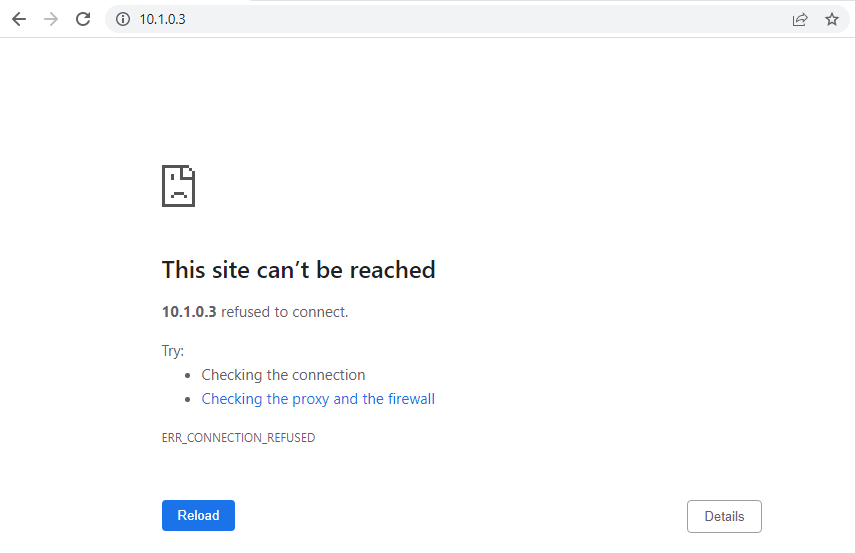 10.1.0.3
This site can’t be reached
10.1.0.3 refused to connect.
Try:
• Checking the connection
• Checking the proxy and the firewall
ERR_CONNECTION_REFUSED
Reload
Details